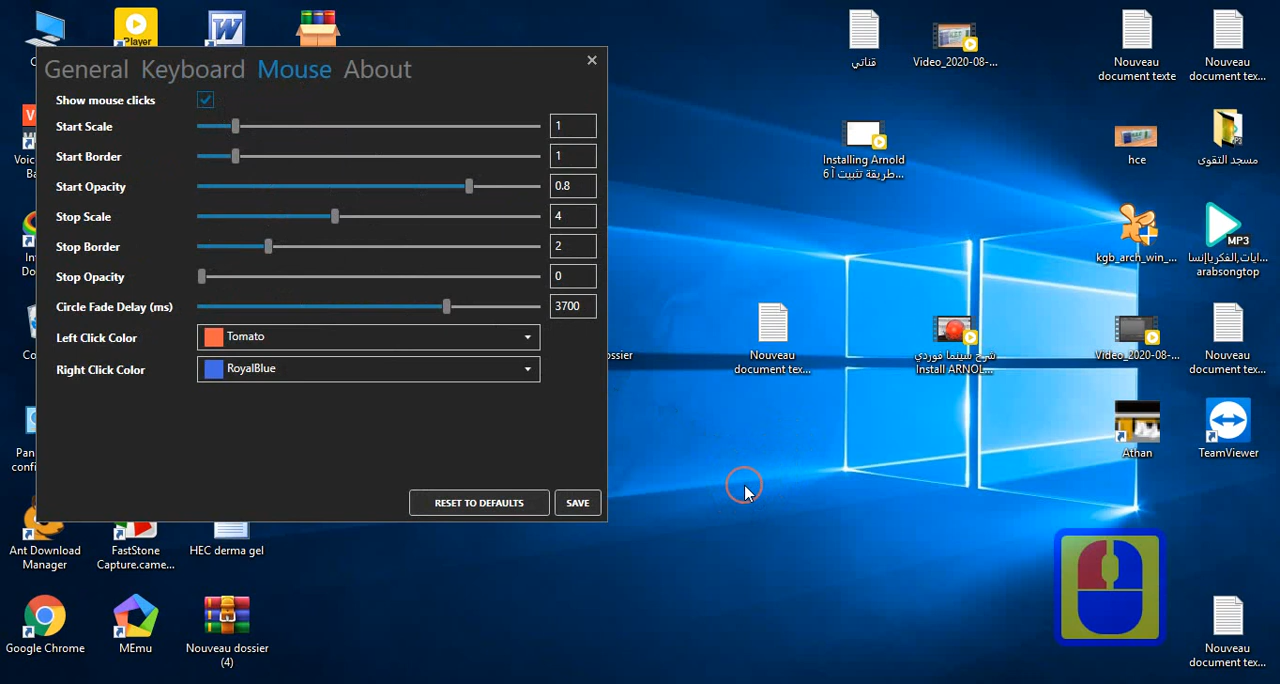 General Keyboard Mouse About
Show mouse clicks
Start Scale 1
Start Border 1
Start Opacity 0.8
Stop Scale 4
Stop Border 2
Stop Opacity 0
Circle Fade Delay (ms) 3700
Left Click Color Tomato
Right Click Color RoyalBlue
RESET TO DEFAULTS SAVE
Player
قناتي
Video_2020-08-...
Nouveau
document texte
Nouveau
document tex...
Installing Arnold
طريقة تثبيت آ 6...
hce
مسجد التقوى
kgb_arch_win_...
MP3
arabsongtop
Nouveau
document tex...
Install ARNOL...
Video_2020-08-...
Nouveau
document tex...
Athan
TeamViewer
Ant Download
Manager
FastStone
Capture.came...
HEC derma gel
Google Chrome
MEmu
Nouveau dossier
(4)
Nouveau
document tex...